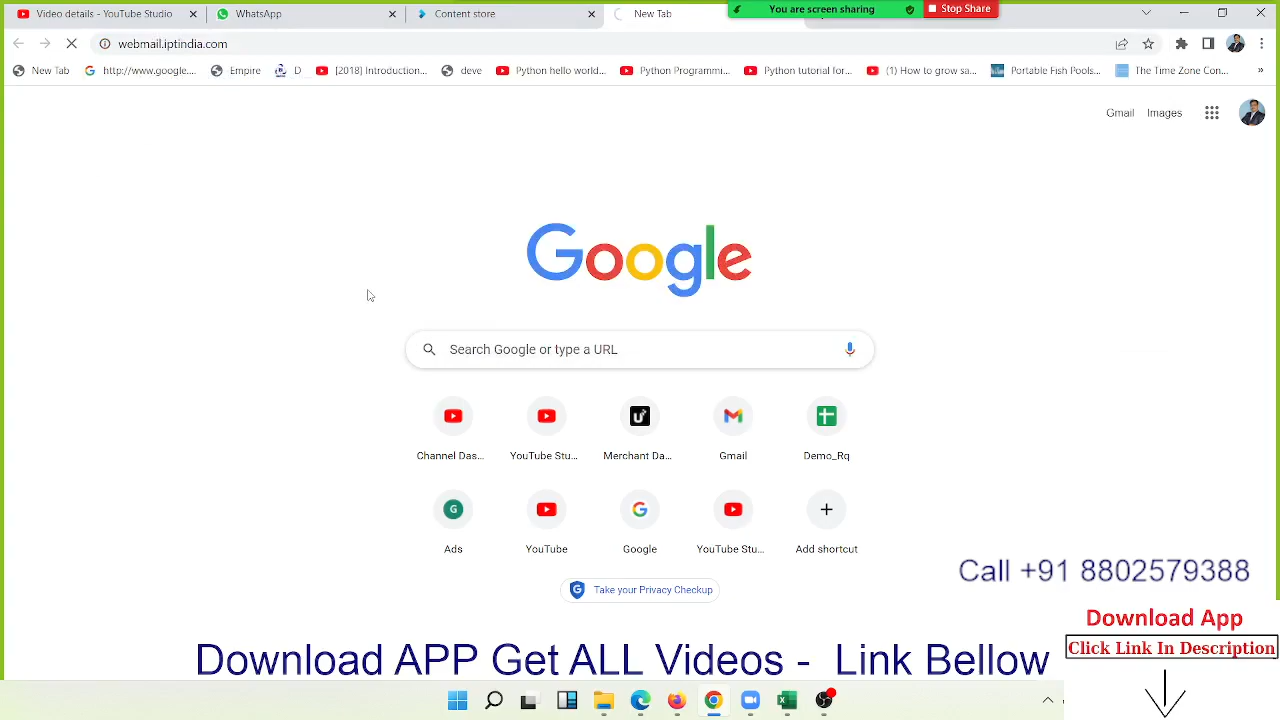 Video details - YouTube Studio
WhatsApp
Content store
New Tab
You are screen sharing
Stop Share
webmail.iptindia.com
New Tab
http://www.google....
Empire
D
[2018] Introduction...
deve
Python hello world...
Python Programm...
Python tutorial for...
(1) How to grow sa...
Portable Fish Pools...
The Time Zone Con...
»
Gmail
Images
Google
Search Google or type a URL
Channel Das...
YouTube Stu...
Merchant Da...
Gmail
Demo_Rq
G
Ads
YouTube
Google
YouTube Stu...
Add shortcut
Take your Privacy Checkup
Call +91 8802579388
Download App
Click Link In Description
Download APP Get ALL Videos - Link Bellow